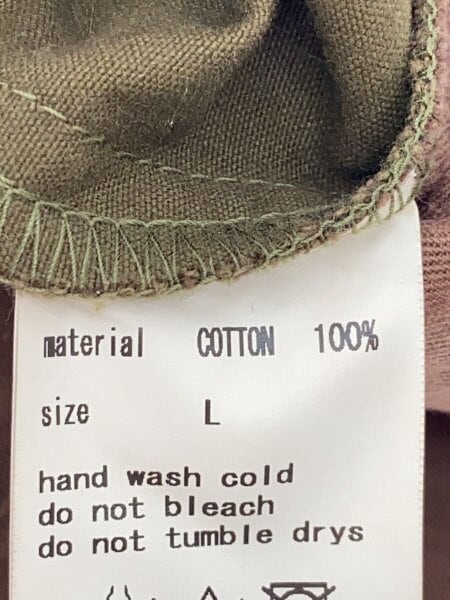 material COTTON 100%
size L
hand wash cold
do not bleach
do not tumble drys